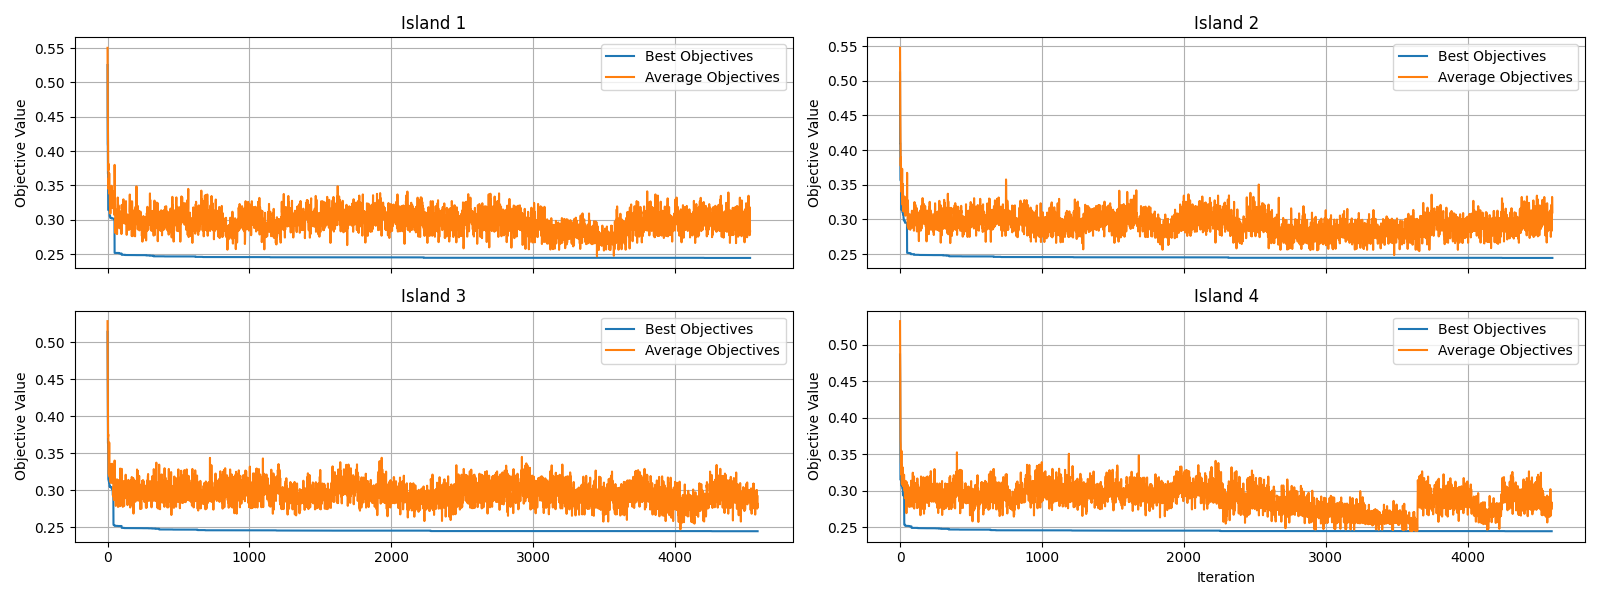 Island 1
Objective Value
0.55
0.50
0.45
0.40
0.35
0.30
0.25
Best Objectives
Average Objectives
Island 2
Objective Value
0.55
0.50
0.45
0.40
0.35
0.30
0.25
Best Objectives
Average Objectives
Island 3
Objective Value
0.50
0.45
0.40
0.35
0.30
0.25
Best Objectives
Average Objectives
0 1000 2000 3000 4000
Island 4
Objective Value
0.50
0.45
0.40
0.35
0.30
0.25
Best Objectives
Average Objectives
0 1000 2000 3000 4000
Iteration